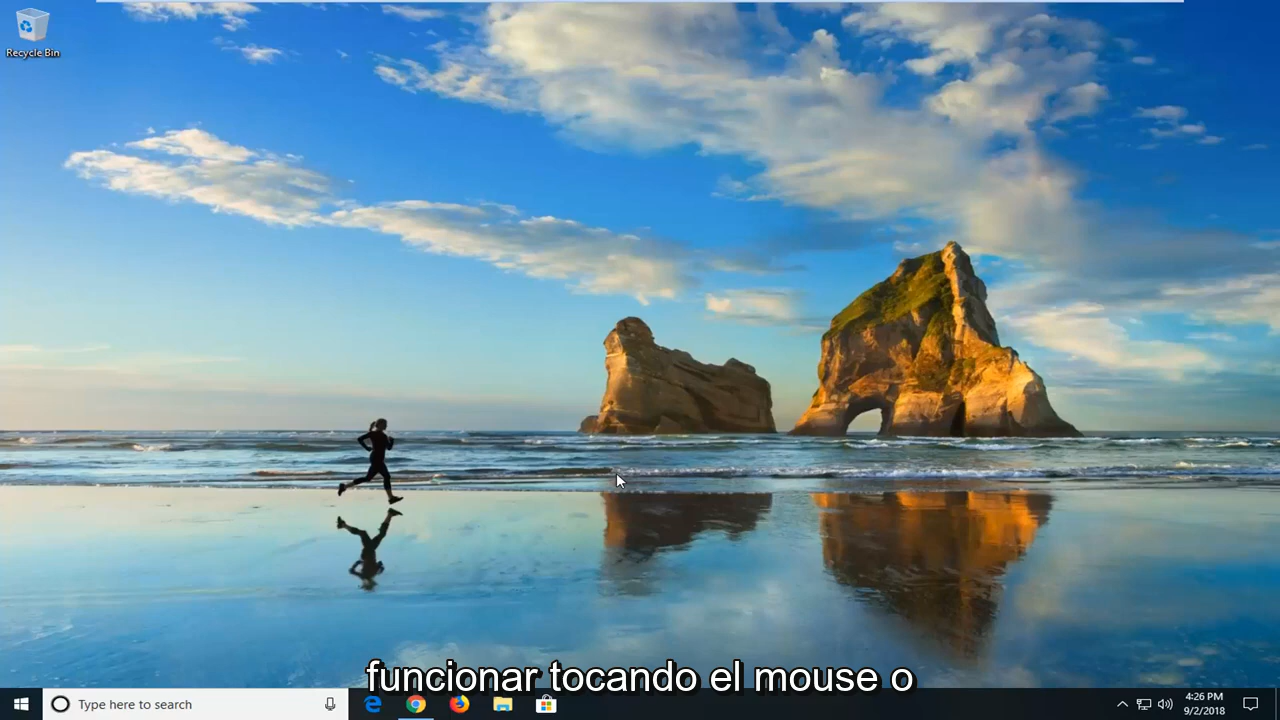 Recycle Bin
funcionar tocando el mouse o
Type here to search
4:26 PM
9/2/2018